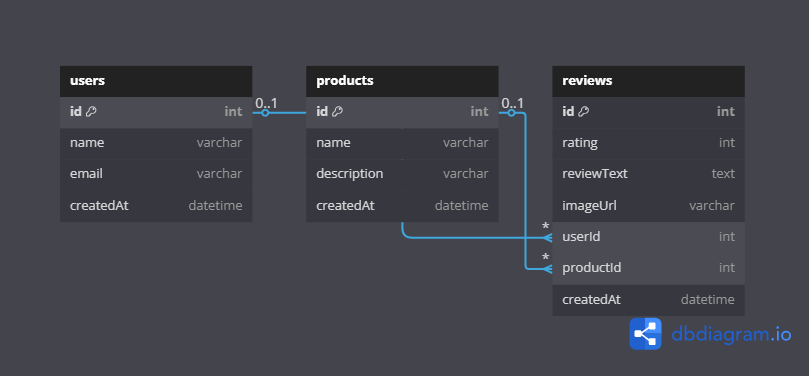 users
id int
name varchar
email varchar
createdAt datetime
0..1
products
id int
name varchar
description varchar
createdAt datetime
0..1
reviews
id int
rating int
reviewText text
imageUrl varchar
* userId int
* productId int
createdAt datetime
dbdiagram.io